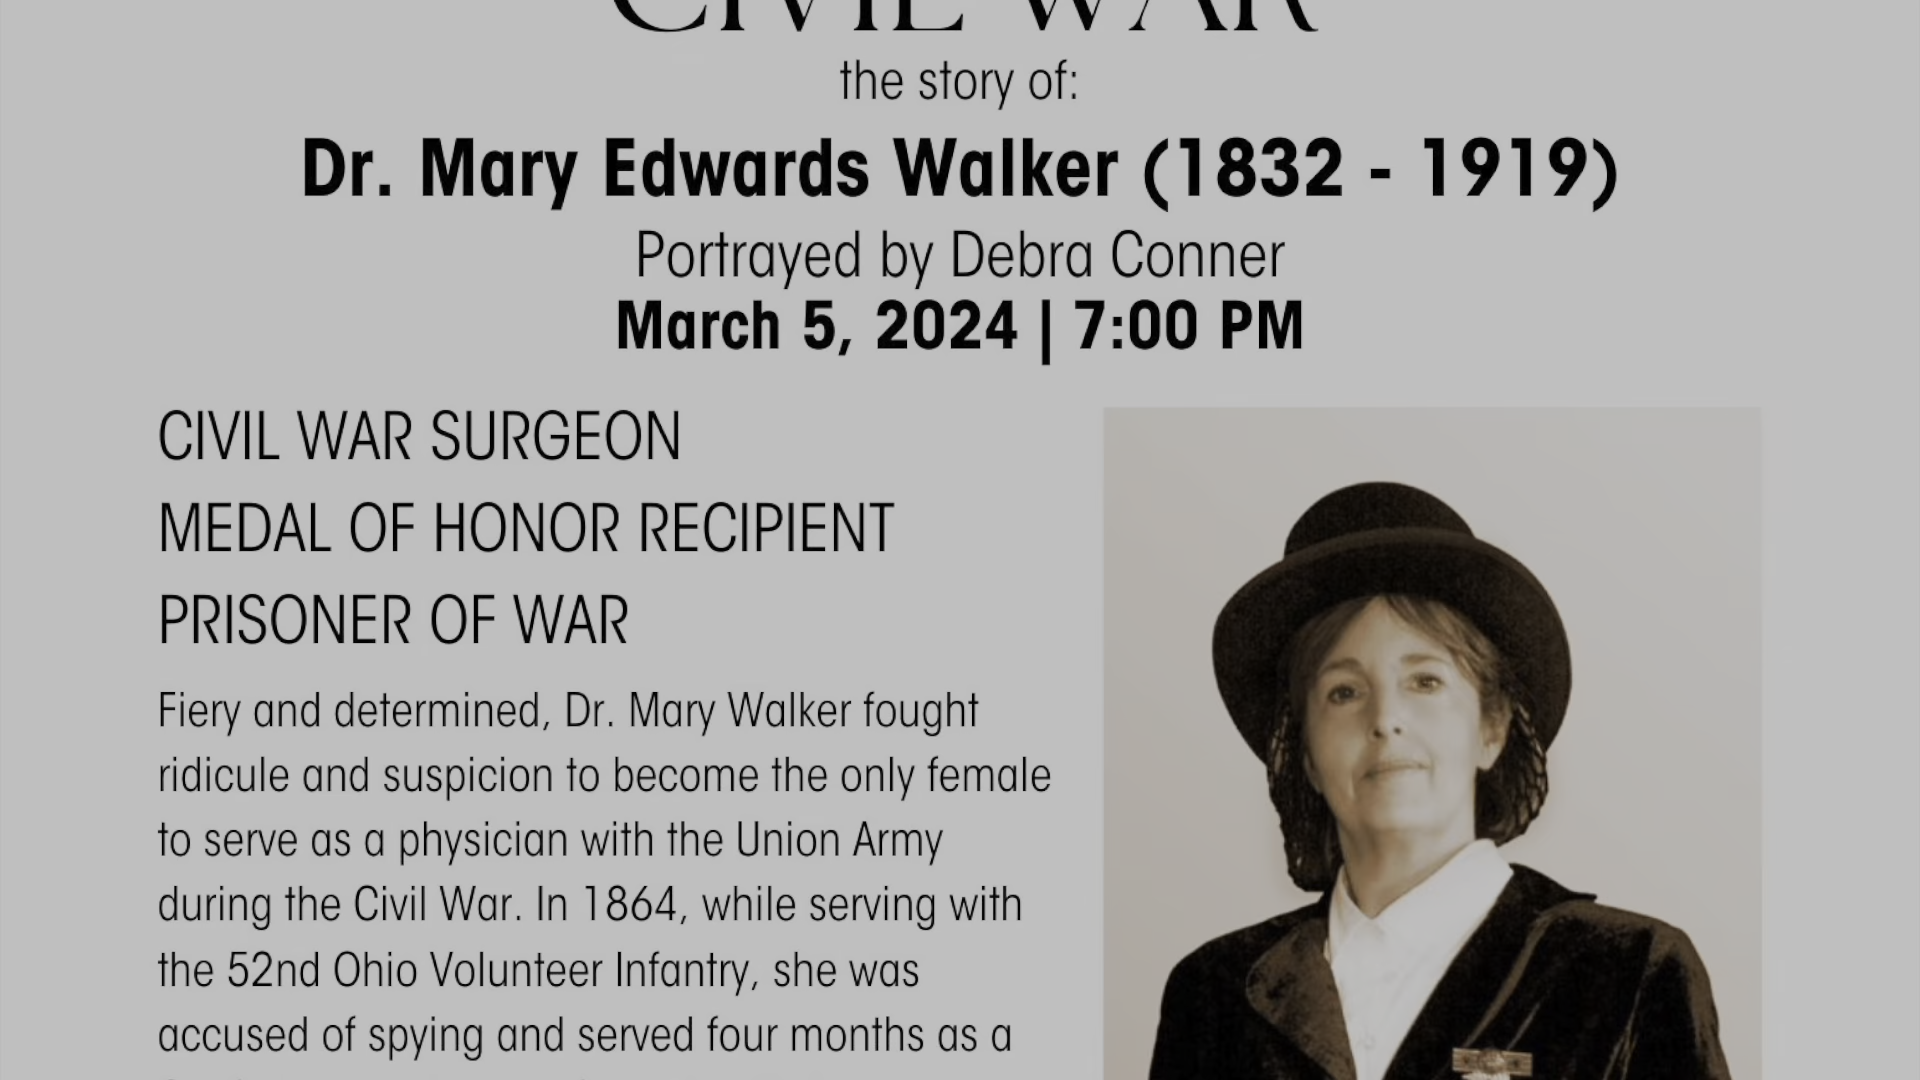 CIVIL WAR
the story of:
Dr. Mary Edwards Walker (1832 - 1919)
Portrayed by Debra Conner
March 5, 2024 | 7:00 PM
CIVIL WAR SURGEON
MEDAL OF HONOR RECIPIENT
PRISONER OF WAR
Fiery and determined, Dr. Mary Walker fought
ridicule and suspicion to become the only female
to serve as a physician with the Union Army
during the Civil War. In 1864, while serving with
the 52nd Ohio Volunteer Infantry, she was
accused of spying and served four months as a